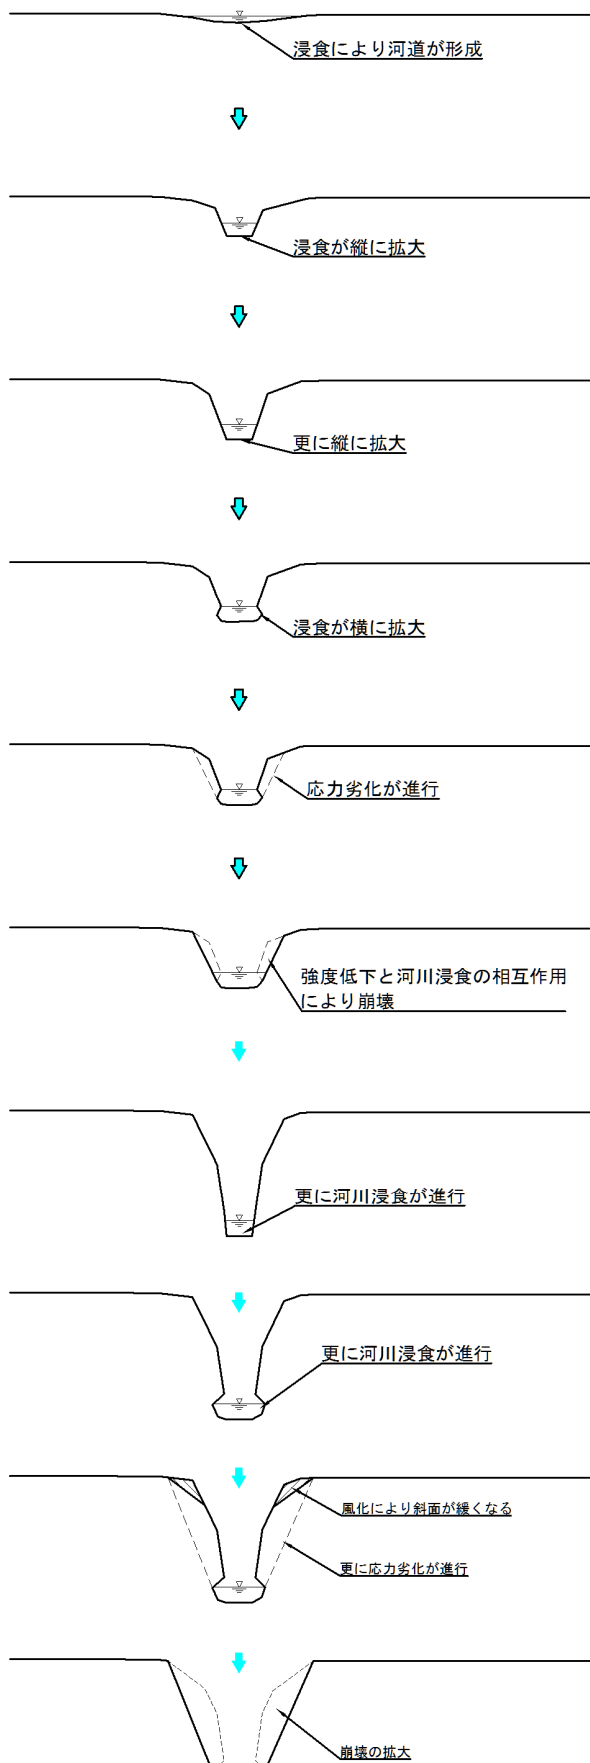 浸食により河道が形成
浸食が縦に拡大
更に縦に拡大
浸食が横に拡大
応力劣化が進行
強度低下と河川浸食の相互作用
により崩壊
更に河川浸食が進行
更に河川浸食が進行
風化により斜面が緩くなる
更に応力劣化が進行
崩壊の拡大